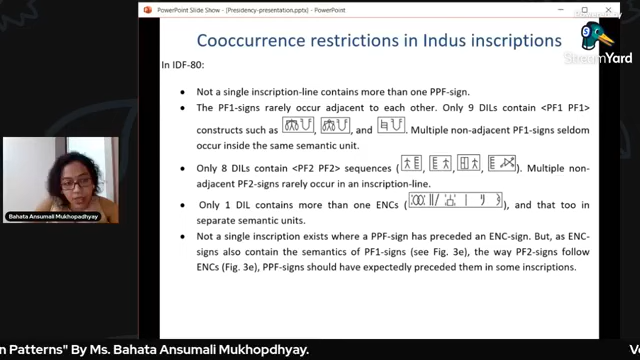 PowerPoint Slide Show - [Presidency-presentation.pptx] - PowerPoint
StreamYard
Cooccurrence restrictions in Indus inscriptions
In IDF-80:
• Not a single inscription-line contains more than one PPF-sign.
• The PF1-signs rarely occur adjacent to each other. Only 9 DILs contain <PF1 PF1>
constructs such as , , and . Multiple non-adjacent PF1-signs seldom
occur inside the same semantic unit.
• Only 8 DILs contain <PF2 PF2> sequences ( , , , ). Multiple non-
adjacent PF2-signs rarely occur in an inscription-line.
• Only 1 DIL contains more than one ENCs ( ), and that too in
separate semantic units.
• Not a single inscription exists where a PPF-sign has preceded an ENC-sign. But, as ENC-
signs also contain the semantics of PF1-signs (see Fig. 3e), the way PF2-signs follow
ENCs (Fig. 3e), PPF-signs should have expectedly preceded them in some inscriptions.
Bahata Ansumali Mukhopadhyay
n Patterns" By Ms. Bahata Ansumali Mukhopdhyay.